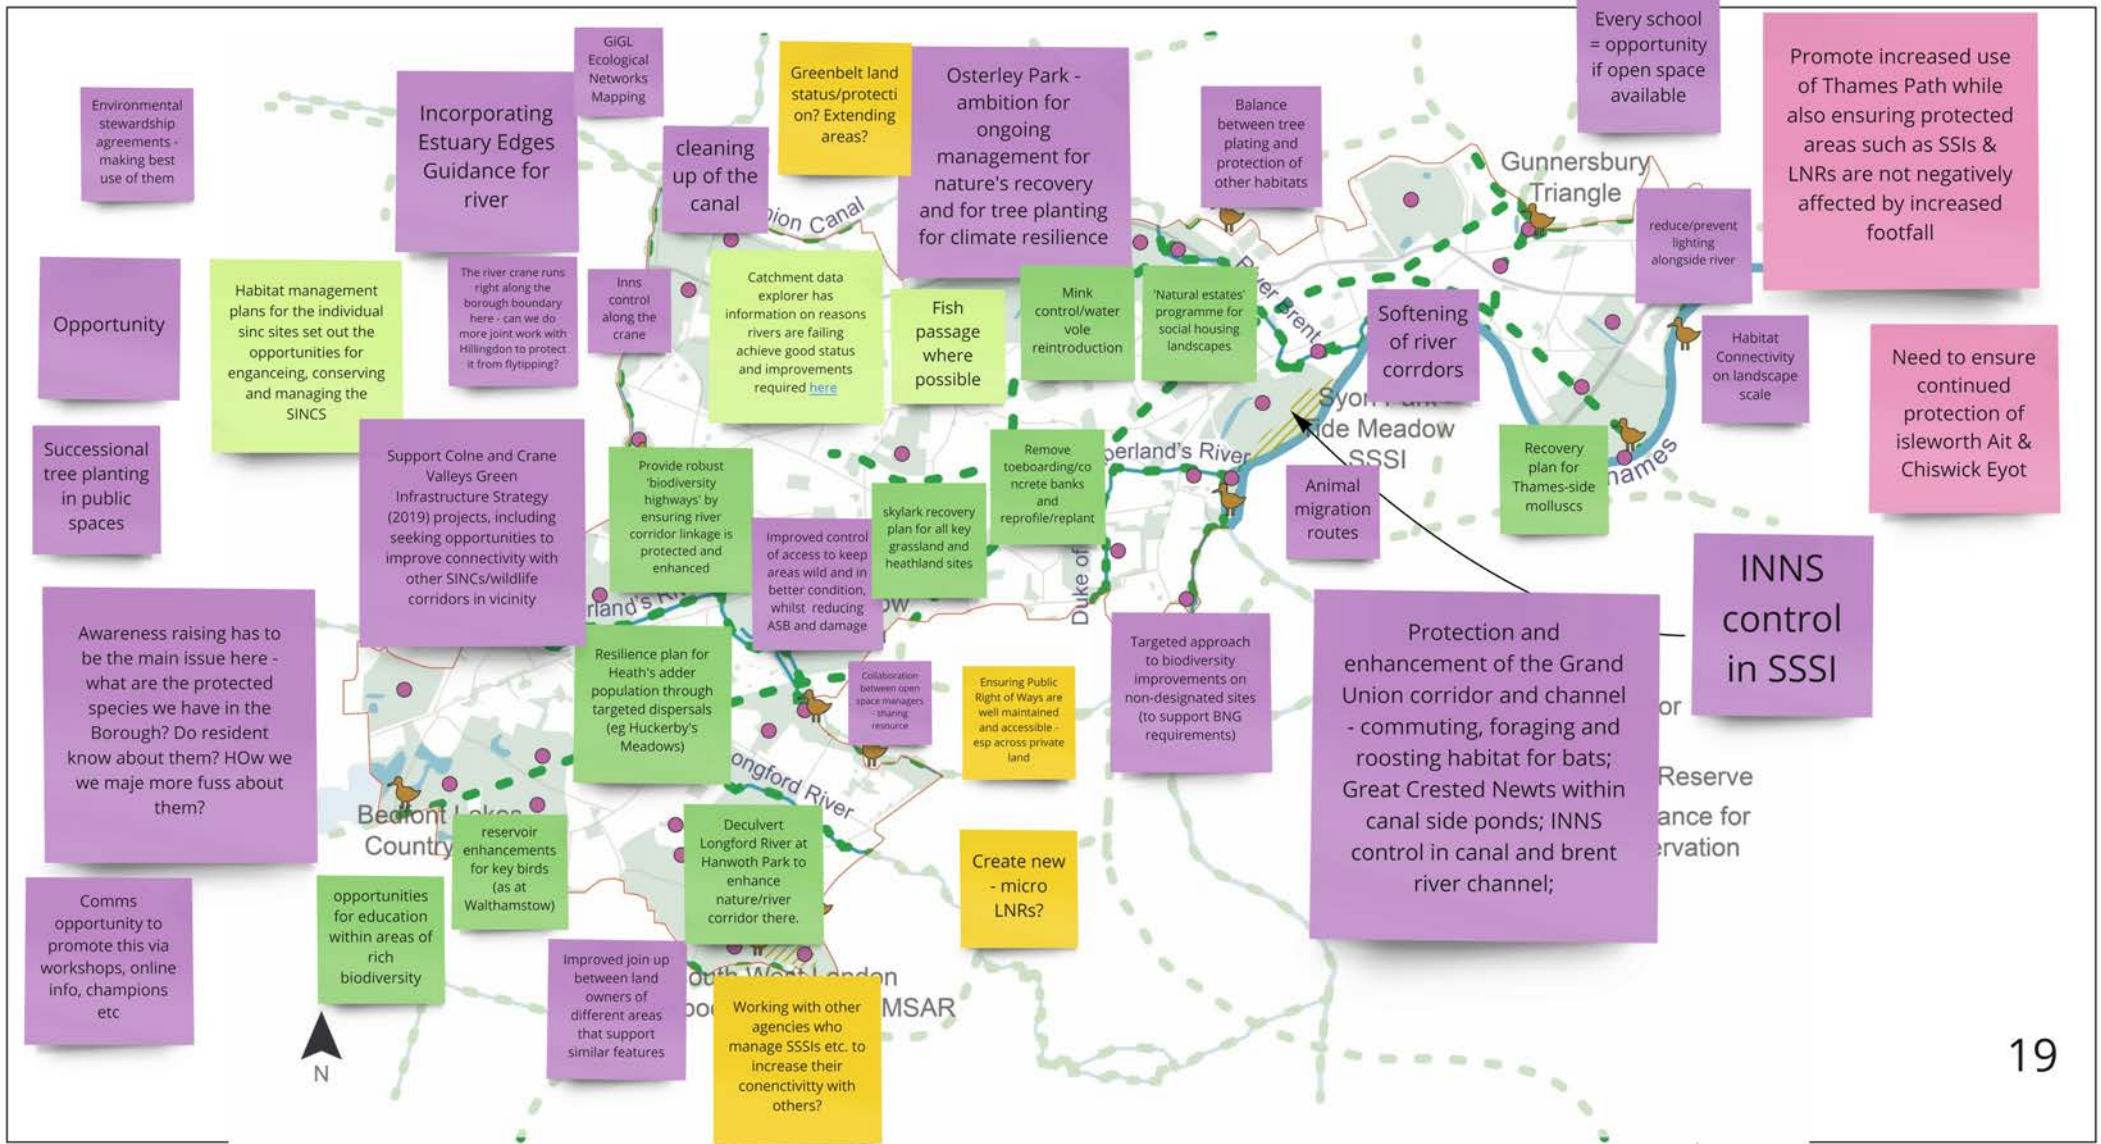 Environmental
stewardship
agreements -
making best
use of them
Incorporating
Estuary Edges
Guidance for
river
GiGL
Ecological
Networks
Mapping
cleaning
up of the
canal
Greenbelt land
status/protecti
on? Extending
areas?
Osterley Park -
ambition for
ongoing
management for
nature's recovery
and for tree planting
for climate resilience
Balance
between tree
plating and
protection of
other habitats
Every school
= opportunity
if open space
available
Promote increased use
of Thames Path while
also ensuring protected
areas such as SSIs &
LNRs are not negatively
affected by increased
footfall
Gunnersbury
Triangle
Canal
reduce/prevent
lighting
alongside river
Opportunity
Habitat management
plans for the individual
sinc sites set out the
opportunities for
enganceing, conserving
and managing the
SINCS
The river crane runs
right along the
borough boundary
here - can we do
more joint work with
Hillingdon to protect
it from flytipping?
Inns
control
along the
crane
Catchment data
explorer has
information on reasons
rivers are failing
achieve good status
and improvements
required here
Fish
passage
where
possible
Mink
control/water
vole
reintroduction
'Natural estates'
programme for
social housing
landscapes
River Brent
Softening
of river
corrdors
Habitat
Connectivity
on landscape
scale
Need to ensure
continued
protection of
isleworth Ait &
Chiswick Eyot
Syon Park
Tide Meadow
SSSI
Successional
tree planting
in public
spaces
Support Colne and Crane
Valleys Green
Infrastructure Strategy
(2019) projects, including
seeking opportunities to
improve connectivity with
other SINCs/wildlife
corridors in vicinity
Provide robust
'biodiversity
highways' by
ensuring river
corridor linkage is
protected and
enhanced
Improved control
of access to keep
areas wild and in
better condition,
whilst reducing
ASB and damage
skylark recovery
plan for all key
grassland and
heathland sites
Remove
toeboarding/co
ncrete banks
and
reprofile/replant
River
Duke of
Animal
migration
routes
Recovery
plan for
Thames-side
molluscs
INNS
control
in SSSI
Awareness raising has to
be the main issue here -
what are the protected
species we have in the
Borough? Do resident
know about them? HOw we
we maje more fuss about
them?
Resilience plan for
Heath's adder
population through
targeted dispersals
(eg Huckerby's
Meadows)
Collaboration
between open
space managers
- sharing
resource
Ensuring Public
Right of Ways are
well maintained
and accessible -
esp across private
land
Targeted approach
to biodiversity
improvements on
non-designated sites
(to support BNG
requirements)
Protection and
enhancement of the Grand
Union corridor and channel
- commuting, foraging and
roosting habitat for bats;
Great Crested Newts within
canal side ponds; INNS
control in canal and brent
river channel;
Reserve
Longford River
Bedfont Lakes
Country
reservoir
enhancements
for key birds
(as at
Walthamstow)
Deculvert
Longford River at
Hanwoth Park to
enhance
nature/river
corridor there.
Create new
- micro
LNRs?
Comms
opportunity to
promote this via
workshops, online
info, champions
etc
opportunities
for education
within areas of
rich
biodiversity
Improved join up
between land
owners of
different areas
that support
similar features
South West London
Working with other
agencies who
manage SSSIs etc. to
increase their
conenctivitty with
others?
N
19